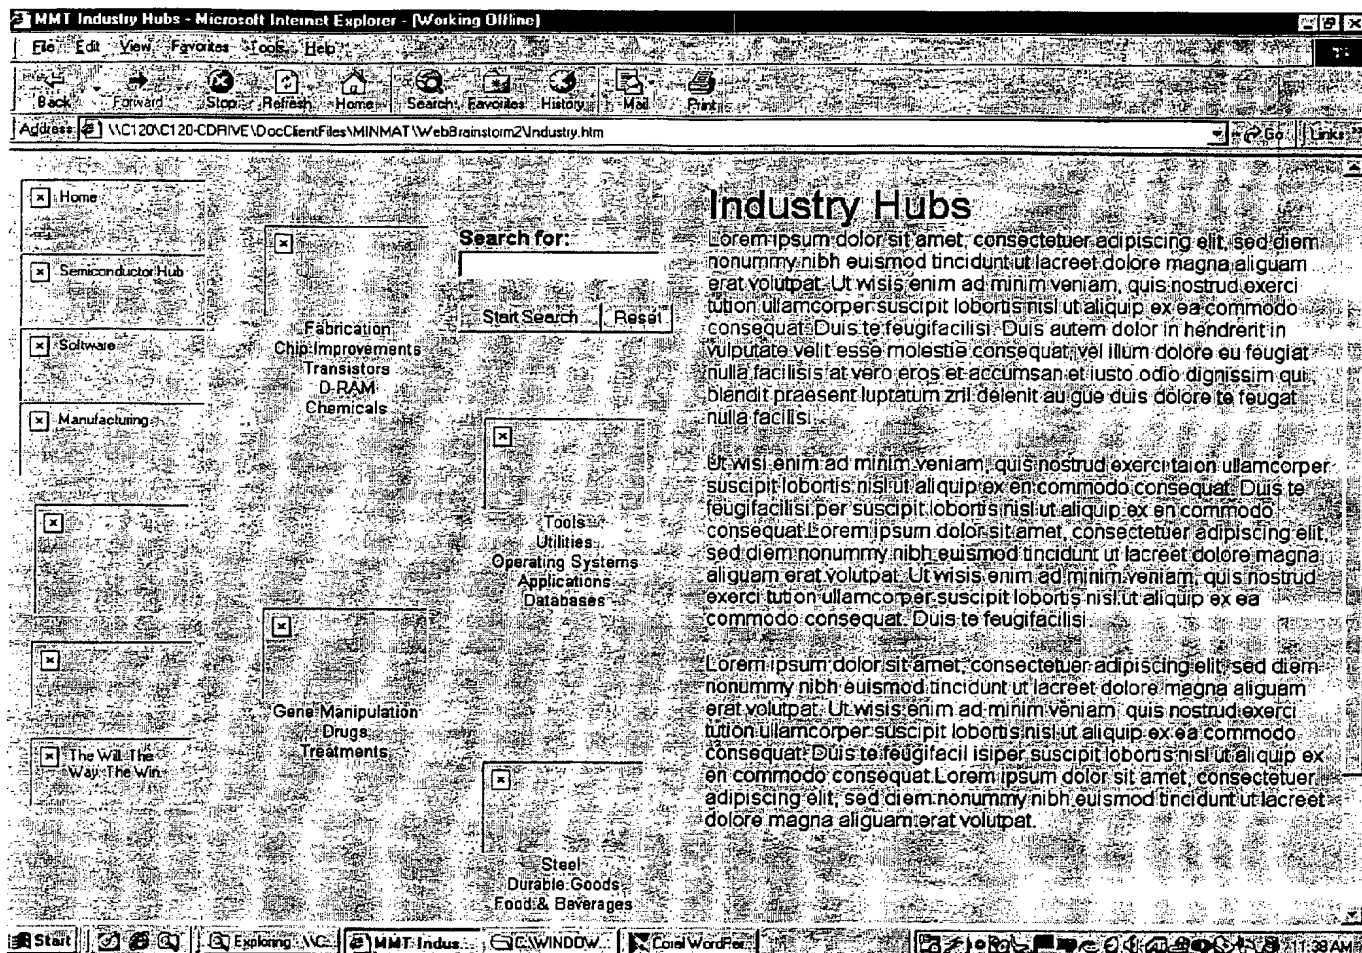 MMT Industry Hubs - Microsoft Internet Explorer - [Working Offline]
File Edit View Favorites Tools Help
Back Forward Stop Refresh Home Search Favorites History Mail Print
Address \\C120\C120-CDRIVE\DocClientFiles\MINMAT\WebBrainstorm2\Industry.htm Go Links »
Home
Semiconductor Hub
Software
Manufacturing
The Will The
Way The Win
Fabrication
Chip Improvements
Transistors
D-RAM
Chemicals
Gene Manipulation
Drugs
Treatments
Search for:
Start Search Reset
Tools
Utilities
Operating Systems
Applications
Databases
Steel
Durable Goods
Food & Beverages
Industry Hubs
Lorem ipsum dolor sit amet, consectetuer adipiscing elit, sed diem
nonummy nibh euismod tincidunt ut lacreet dolore magna aliguam
erat volutpat. Ut wisis enim ad minim veniam, quis nostrud exerci
tution ullamcorper suscipit lobortis nisl ut aliquip ex ea commodo
consequat. Duis te feugifacilisi. Duis autem dolor in hendrerit in
vulputate velit esse molestie consequat, vel illum dolore eu feugiat
nulla facilisis at vero eros et accumsan et iusto odio dignissim qui
blandit praesent luptatum zril delenit au gue duis dolore te feugat
nulla facilisi.
Ut wisi enim ad minim veniam, quis nostrud exerci taion ullamcorper
suscipit lobortis nisl ut aliquip ex en commodo consequat. Duis te
feugifacilisi per suscipit lobortis nisl ut aliquip ex en commodo
consequat.Lorem ipsum dolor sit amet, consectetuer adipiscing elit,
sed diem nonummy nibh euismod tincidunt ut lacreet dolore magna
aliguam erat volutpat. Ut wisis enim ad minim veniam, quis nostrud
exerci tution ullamcorper suscipit lobortis nisl ut aliquip ex ea
commodo consequat. Duis te feugifacilisi.
Lorem ipsum dolor sit amet, consectetuer adipiscing elit, sed diem
nonummy nibh euismod tincidunt ut lacreet dolore magna aliguam
erat volutpat. Ut wisis enim ad minim veniam, quis nostrud exerci
tution ullamcorper suscipit lobortis nisl ut aliquip ex ea commodo
consequat. Duis te feugifacil isiper suscipit lobortis nisl ut aliquip ex
en commodo consequat.Lorem ipsum dolor sit amet, consectetuer
adipiscing elit, sed diem nonummy nibh euismod tincidunt ut lacreet
dolore magna aliguam erat volutpat.
Start Exploring - \\C... MMT Indus... C:\WINDOW... Corel WordPer... 11:38 AM